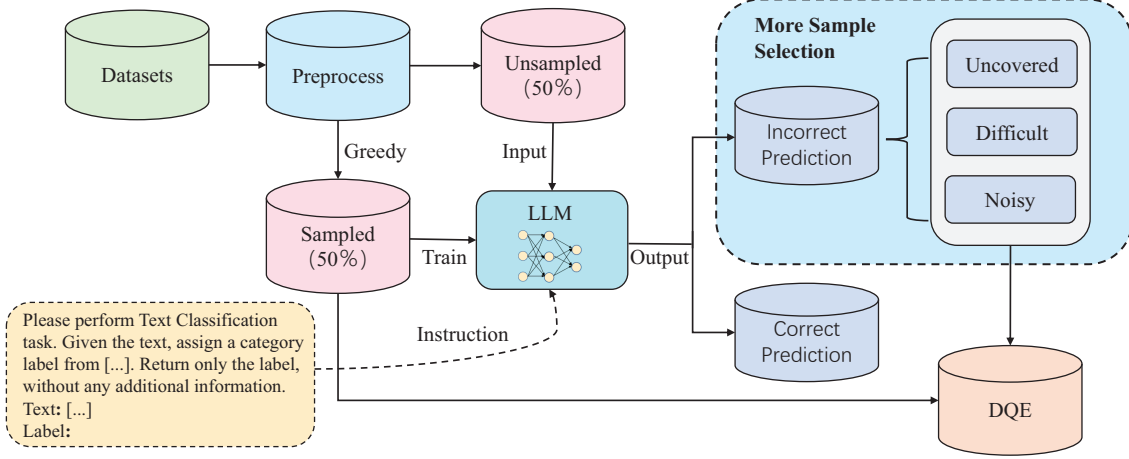 Datasets
Preprocess
Unsampled
(50%)
More Sample
Selection
Uncovered
Difficult
Noisy
Incorrect
Prediction
Greedy
Input
Sampled
(50%)
Train
LLM
Output
Instruction
Correct
Prediction
Please perform Text Classification
task. Given the text, assign a category
label from [...]. Return only the label,
without any additional information.
Text: [...]
Label:
DQE